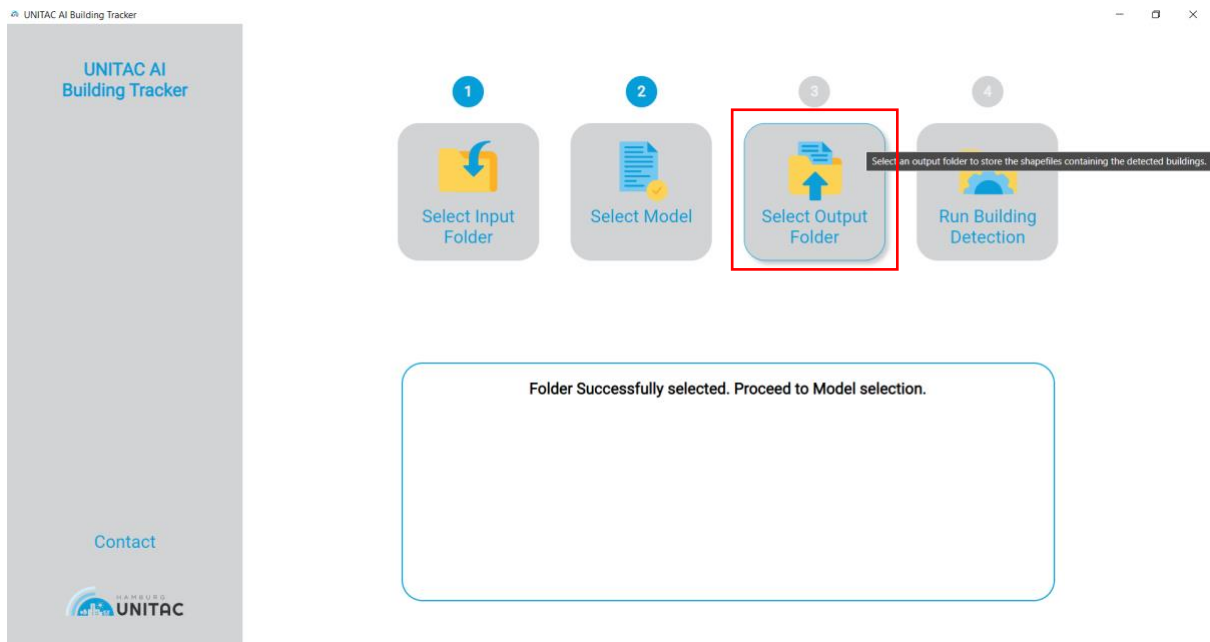 UNITAC AI Building Tracker
UNITAC AI
Building Tracker
1
2
3
4
Select an output folder to store the shapefiles containing the detected buildings.
Select Input
Folder
Select Model
Select Output
Folder
Run Building
Detection
Folder Successfully selected. Proceed to Model selection.
Contact
HAMBURG
UNITAC